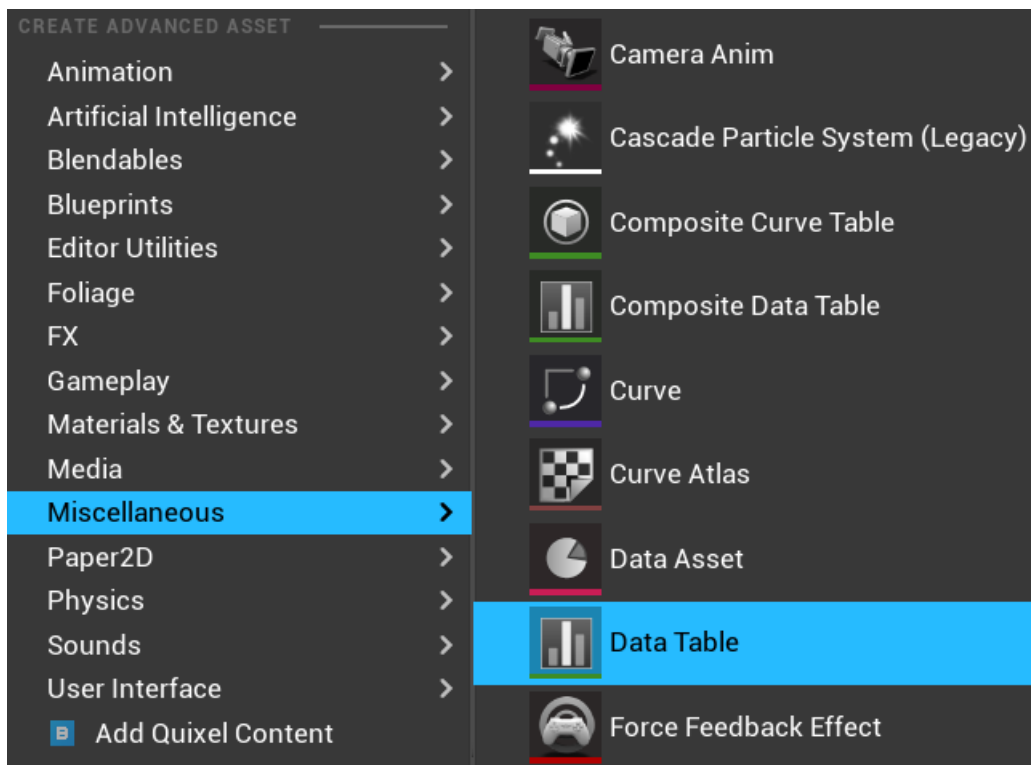 CREATE ADVANCED ASSET
Animation
Artificial Intelligence
Blendables
Blueprints
Editor Utilities
Foliage
FX
Gameplay
Materials & Textures
Media
Miscellaneous
Paper2D
Physics
Sounds
User Interface
B Add Quixel Content
Camera Anim
Cascade Particle System (Legacy)
Composite Curve Table
Composite Data Table
Curve
Curve Atlas
Data Asset
Data Table
Force Feedback Effect